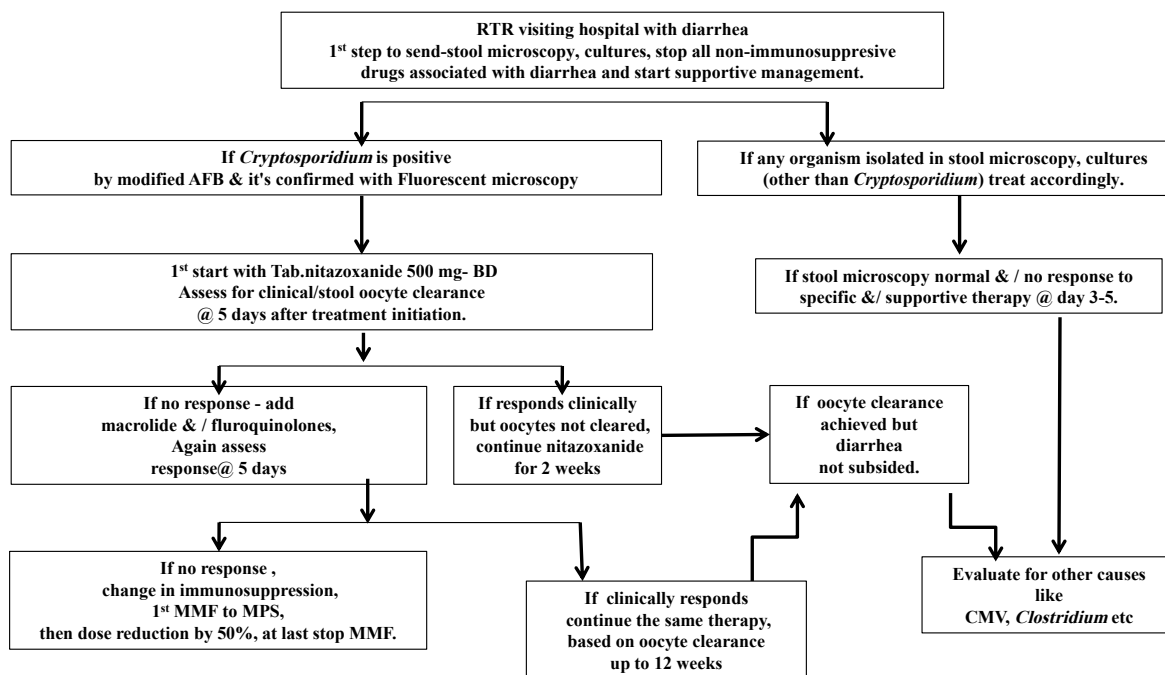 RTR visiting hospital with diarrhea
1st step to send-stool microscopy, cultures, stop all non-immunosuppresive
drugs associated with diarrhea and start supportive management.
If Cryptosporidium is positive
by modified AFB & it's confirmed with Fluorescent microscopy
If any organism isolated in stool microscopy, cultures
(other than Cryptosporidium) treat accordingly.
1st start with Tab.nitazoxanide 500 mg- BD
Assess for clinical/stool oocyte clearance
@ 5 days after treatment initiation.
If stool microscopy normal & / no response to
specific &/ supportive therapy @ day 3-5.
If no response - add
macrolide & / fluroquinolones,
Again assess
response@ 5 days
If responds clinically
but oocytes not cleared,
continue nitazoxanide
for 2 weeks
If oocyte clearance
achieved but
diarrhea
not subsided.
If no response ,
change in immunosuppression,
1st MMF to MPS,
then dose reduction by 50%, at last stop MMF.
If clinically responds
continue the same therapy,
based on oocyte clearance
up to 12 weeks
Evaluate for other causes
like
CMV, Clostridium etc